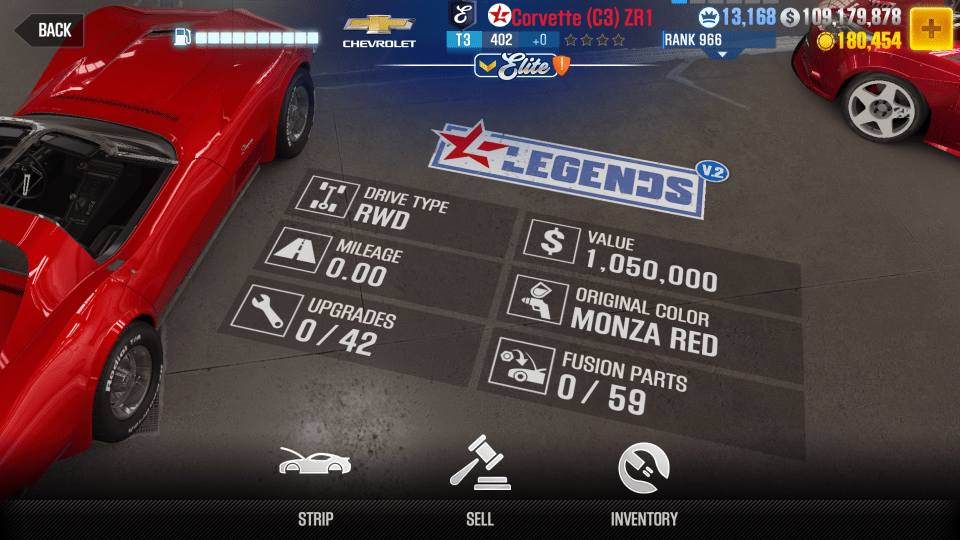 BACK
CHEVROLET
Corvette (C3) ZR1
T3 402 +0
Elite
13,168
109,179,878
RANK 966
180,454
LEGENDS V.2
DRIVE TYPE
RWD
MILEAGE
0.00
UPGRADES
0 / 42
VALUE
1,050,000
ORIGINAL COLOR
MONZA RED
FUSION PARTS
0 / 59
STRIP
SELL
INVENTORY